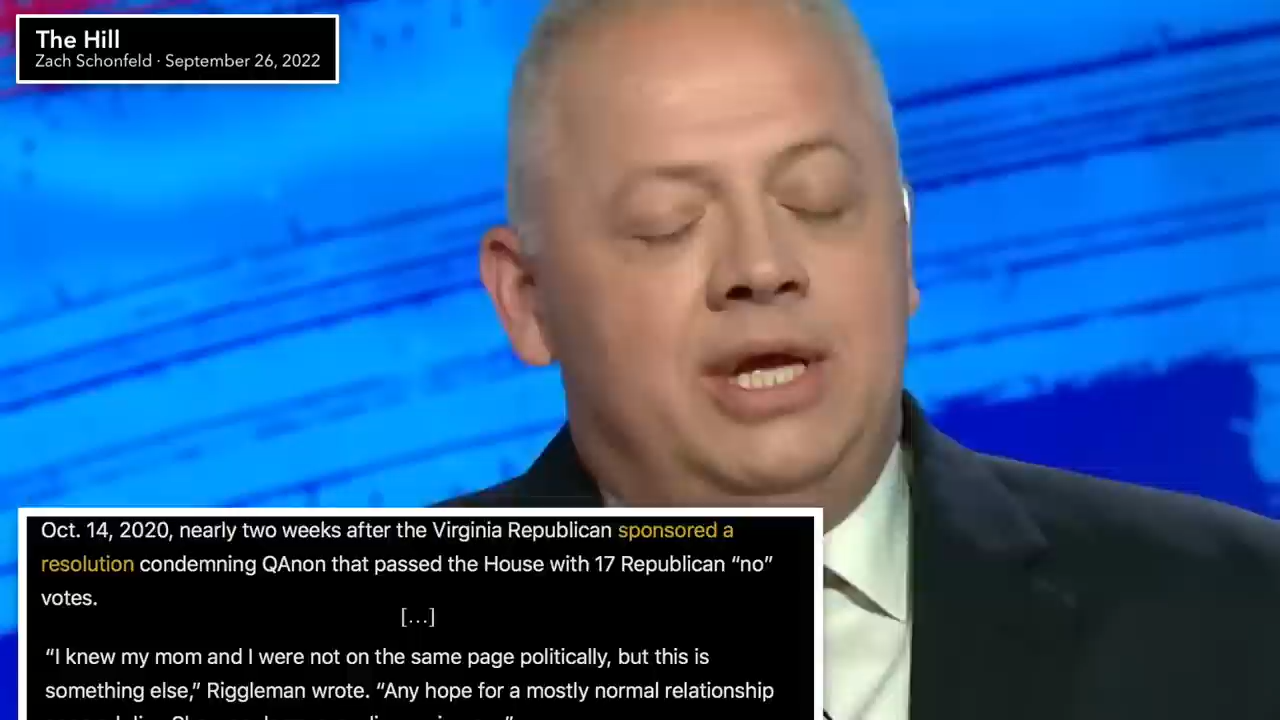 The Hill
Zach Schonfeld · September 26, 2022
Oct. 14, 2020, nearly two weeks after the Virginia Republican sponsored a
resolution condemning QAnon that passed the House with 17 Republican “no”
votes.
[…]
“I knew my mom and I were not on the same page politically, but this is
something else,” Riggleman wrote. “Any hope for a mostly normal relationship